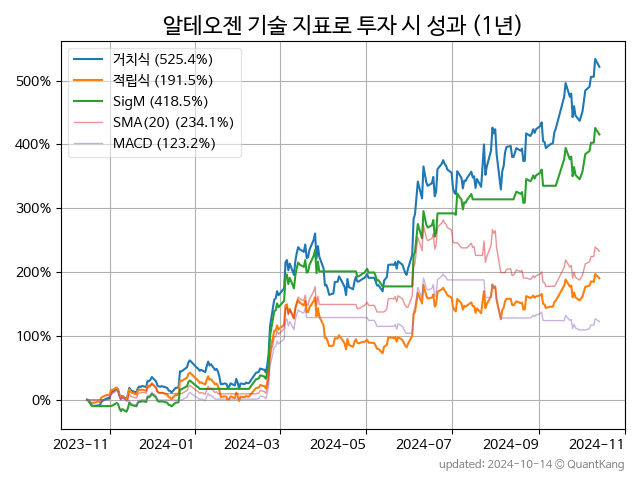 알테오젠 기술 지표로 투자 시 성과 (1년)
거치식 (525.4%)
적립식 (191.5%)
SigM (418.5%)
SMA(20) (234.1%)
MACD (123.2%)
500%
400%
300%
200%
100%
0%
2023-11 2024-01 2024-03 2024-05 2024-07 2024-09 2024-11
updated: 2024-10-14 @ QuantKang